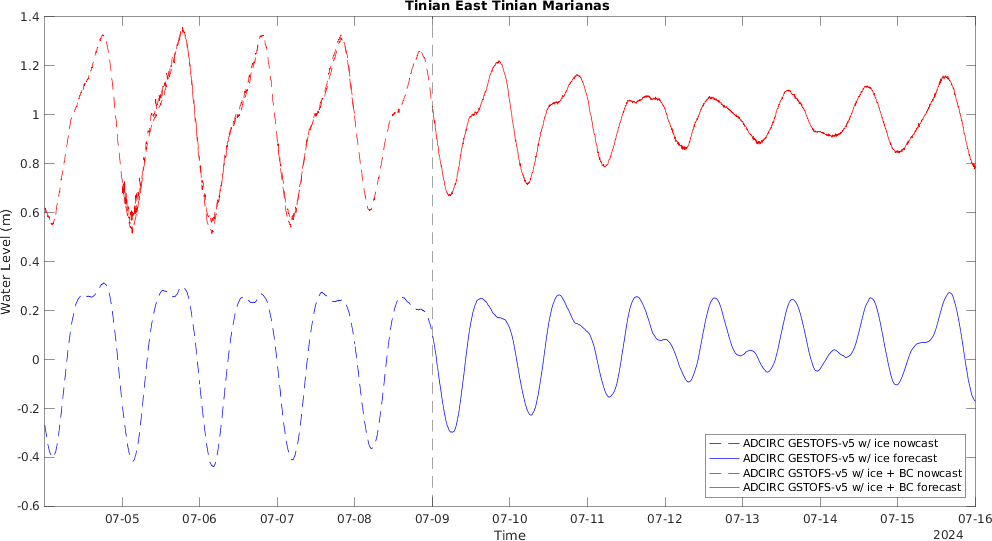 Tinian East Tinian Marianas
1.4
1.2
1
0.8
0.6
0.4
0.2
0
-0.2
-0.4
-0.6
Water Level (m)
ADCIRC GESTOFS-v5 w/ ice nowcast
ADCIRC GESTOFS-v5 w/ ice forecast
ADCIRC GSTOFS-v5 w/ ice + BC nowcast
ADCIRC GSTOFS-v5 w/ ice + BC forecast
07-05 07-06 07-07 07-08 07-09 07-10 07-11 07-12 07-13 07-14 07-15 07-16
Time
2024